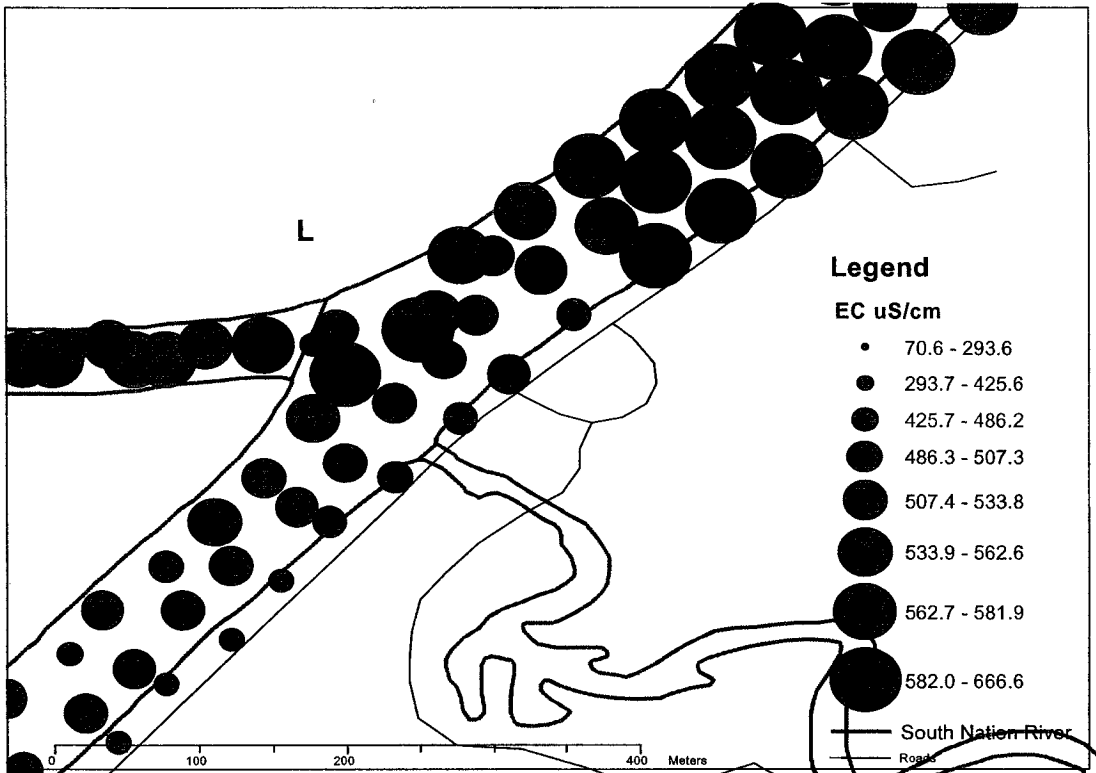 L
Legend
EC uS/cm
70.6 - 293.6
293.7 - 425.6
425.7 - 486.2
486.3 - 507.3
507.4 - 533.8
533.9 - 562.6
562.7 - 581.9
582.0 - 666.6
South Nation River
Roads
0 100 200 400 Meters